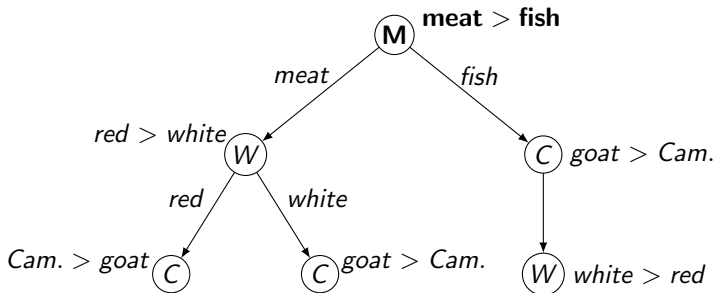 M meat > fish
meat fish
red > white W C goat > Cam.
red white
Cam. > goat C C goat > Cam. W white > red